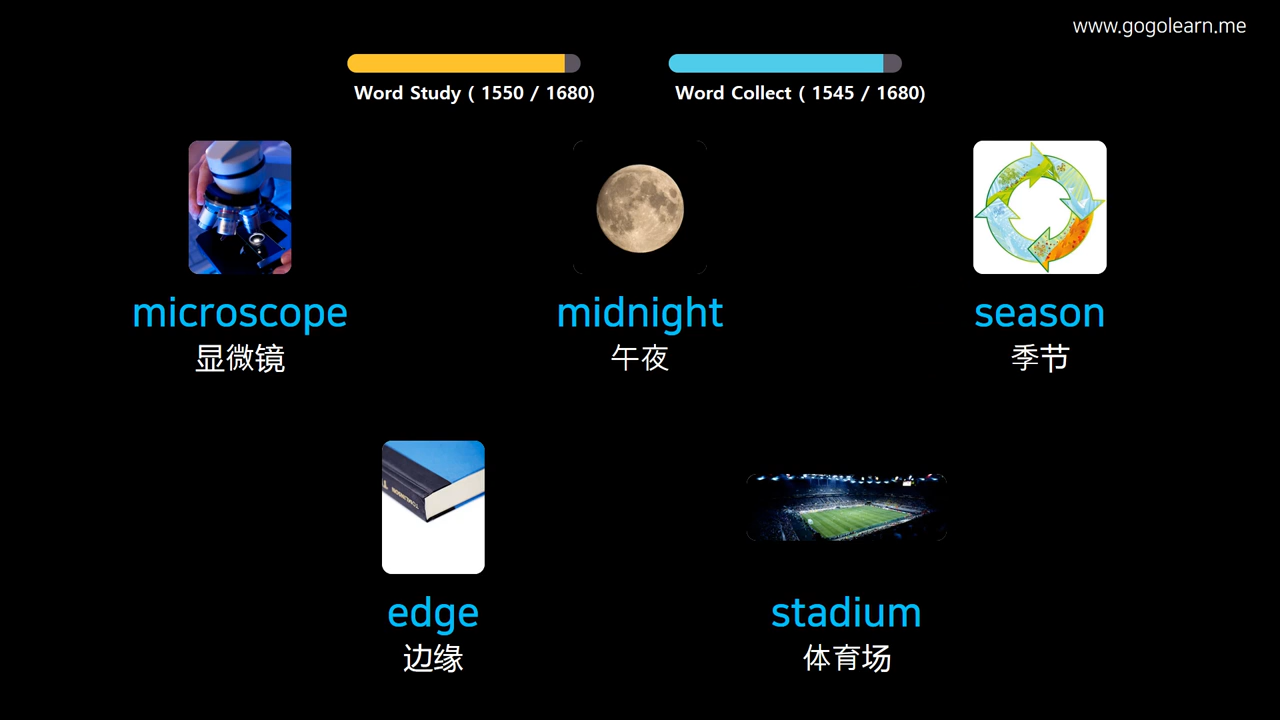 www.gogolearn.me
Word Study ( 1550 / 1680)
Word Collect ( 1545 / 1680)
microscope
显微镜
midnight
午夜
season
季节
edge
边缘
stadium
体育场